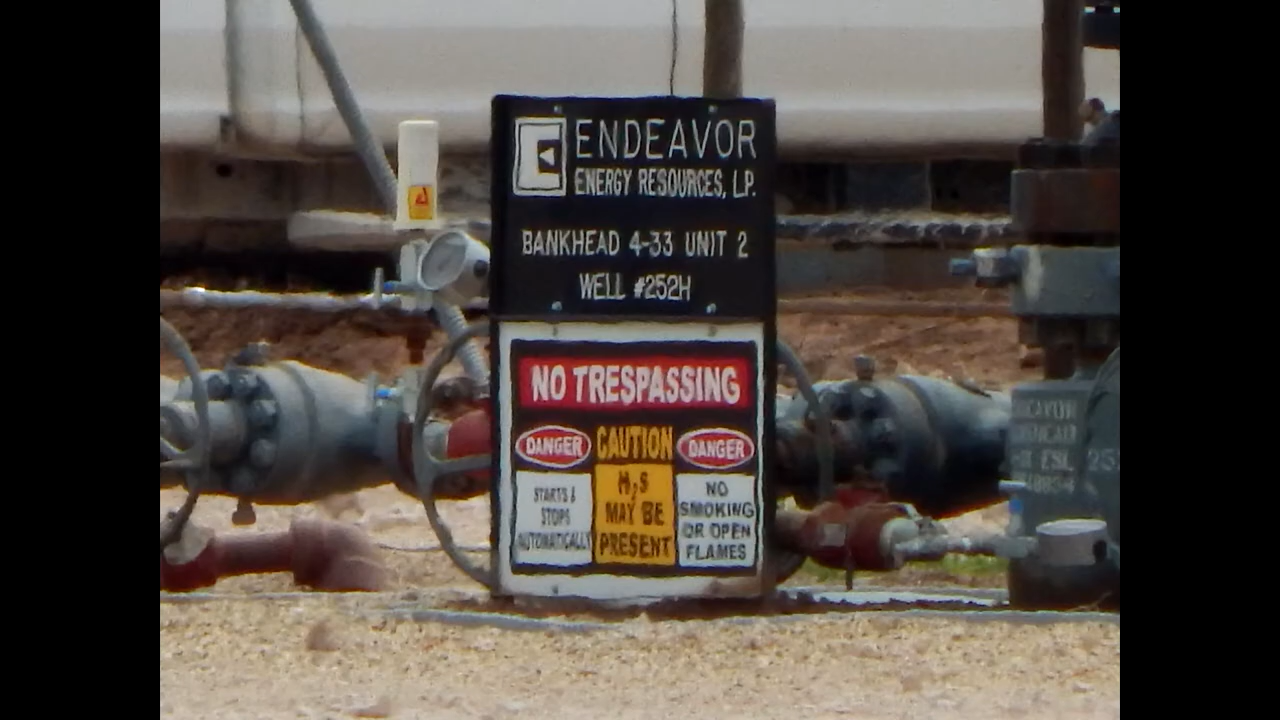 ENDEAVOR
ENERGY RESOURCES, L.P.
BANKHEAD 4-33 UNIT 2
WELL #252H
NO TRESPASSING
DANGER
STARTS &
STOPS
AUTOMATICALLY
CAUTION
H₂S
MAY BE
PRESENT
DANGER
NO
SMOKING
OR OPEN
FLAMES